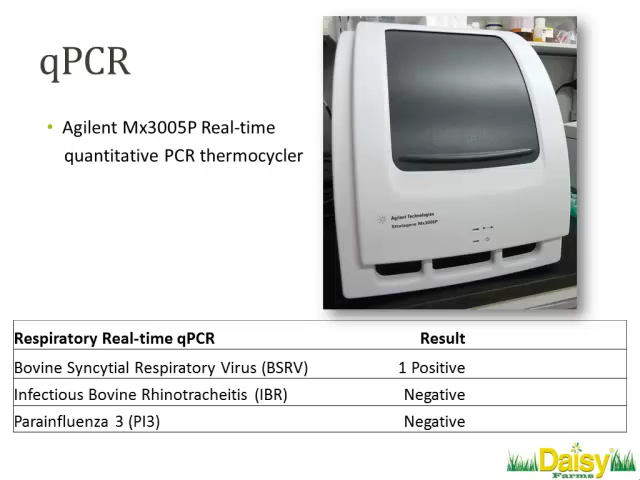 qPCR
• Agilent Mx3005P Real-time
quantitative PCR thermocycler
Agilent Technologies
Stratagene Mx3005P
Respiratory Real-time qPCR Result
Bovine Syncytial Respiratory Virus (BSRV) 1 Positive
Infectious Bovine Rhinotracheitis (IBR) Negative
Parainfluenza 3 (PI3) Negative
Daisy
Farms